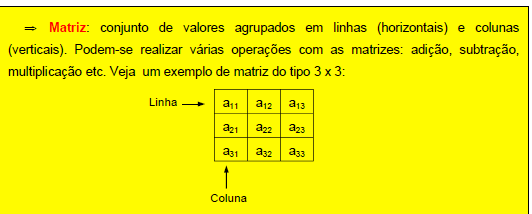 ⇒ Matriz: conjunto de valores agrupados em linhas (horizontais) e colunas
(verticais). Podem-se realizar várias operações com as matrizes: adição, subtração,
multiplicação etc. Veja um exemplo de matriz do tipo 3 x 3:
Linha a₁₁ a₁₂ a₁₃
a₂₁ a₂₂ a₂₃
a₃₁ a₃₂ a₃₃
Coluna